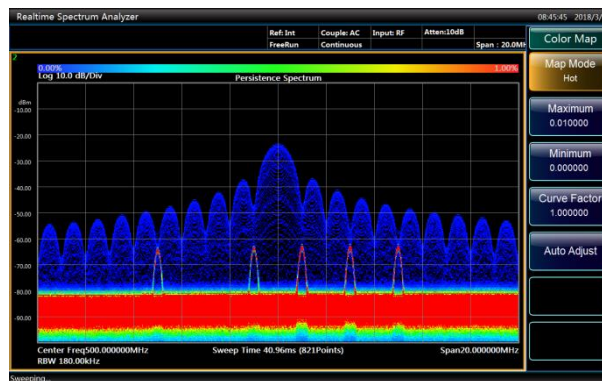 Realtime Spectrum Analyzer
08:45:45 2018/3/
Ref: Int Couple: AC Input: RF Atten:10dB
FreeRun Continuous Span : 20.0MH
Color Map
2
0.00% 1.00%
Log 10.0 dB/Div Persistence Spectrum
Map Mode
Hot
dBm
-10.00
-20.00
-30.00
-40.00
-50.00
-60.00
-70.00
-80.00
-90.00
Maximum
0.010000
Minimum
0.000000
Curve Factor
1.000000
Auto Adjust
Center Freq500.000000MHz Sweep Time 40.96ms (821Points) Span20.000000MHz
RBW 180.00kHz
Sweeping...